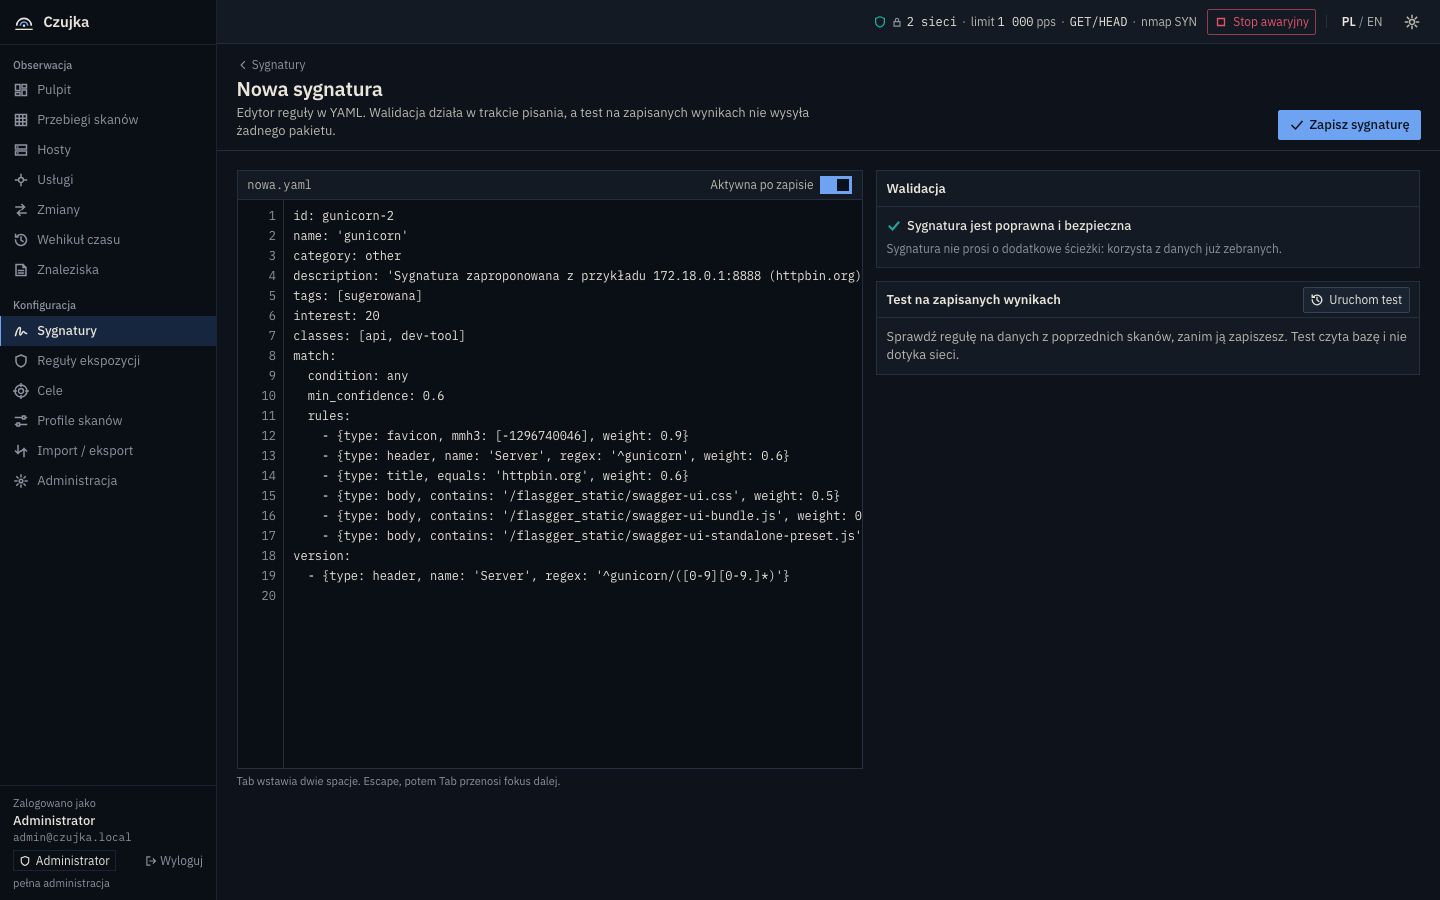 Czujka
2 sieci · limit 1 000 pps · GET/HEAD · nmap SYN
Stop awaryjny
PL / EN
Obserwacja
Pulpit
Przebiegi skanów
Hosty
Usługi
Zmiany
Wehikuł czasu
Znaleziska
Konfiguracja
Sygnatury
Reguły ekspozycji
Cele
Profile skanów
Import / eksport
Administracja
Zalogowano jako
Administrator
admin@czujka.local
Administrator
Wyloguj
pełna administracja
Sygnatury
Nowa sygnatura
Edytor reguły w YAML. Walidacja działa w trakcie pisania, a test na zapisanych wynikach nie wysyła
żadnego pakietu.
Zapisz sygnaturę
nowa.yaml
Aktywna po zapisie
1 id: gunicorn-2
2 name: 'gunicorn'
3 category: other
4 description: 'Sygnatura zaproponowana z przykładu 172.18.0.1:8888 (httpbin.org)
5 tags: [sugerowana]
6 interest: 20
7 classes: [api, dev-tool]
8 match:
9   condition: any
10   min_confidence: 0.6
11   rules:
12     - {type: favicon, mmh3: [-1296740046], weight: 0.9}
13     - {type: header, name: 'Server', regex: '^gunicorn', weight: 0.6}
14     - {type: title, equals: 'httpbin.org', weight: 0.6}
15     - {type: body, contains: '/flasgger_static/swagger-ui.css', weight: 0.5}
16     - {type: body, contains: '/flasgger_static/swagger-ui-bundle.js', weight: 0
17     - {type: body, contains: '/flasgger_static/swagger-ui-standalone-preset.js'
18 version:
19   - {type: header, name: 'Server', regex: '^gunicorn/([0-9][0-9.]*)'}
20
Tab wstawia dwie spacje. Escape, potem Tab przenosi fokus dalej.
Walidacja
Sygnatura jest poprawna i bezpieczna
Sygnatura nie prosi o dodatkowe ścieżki: korzysta z danych już zebranych.
Test na zapisanych wynikach
Uruchom test
Sprawdź regułę na danych z poprzednich skanów, zanim ją zapiszesz. Test czyta bazę i nie
dotyka sieci.